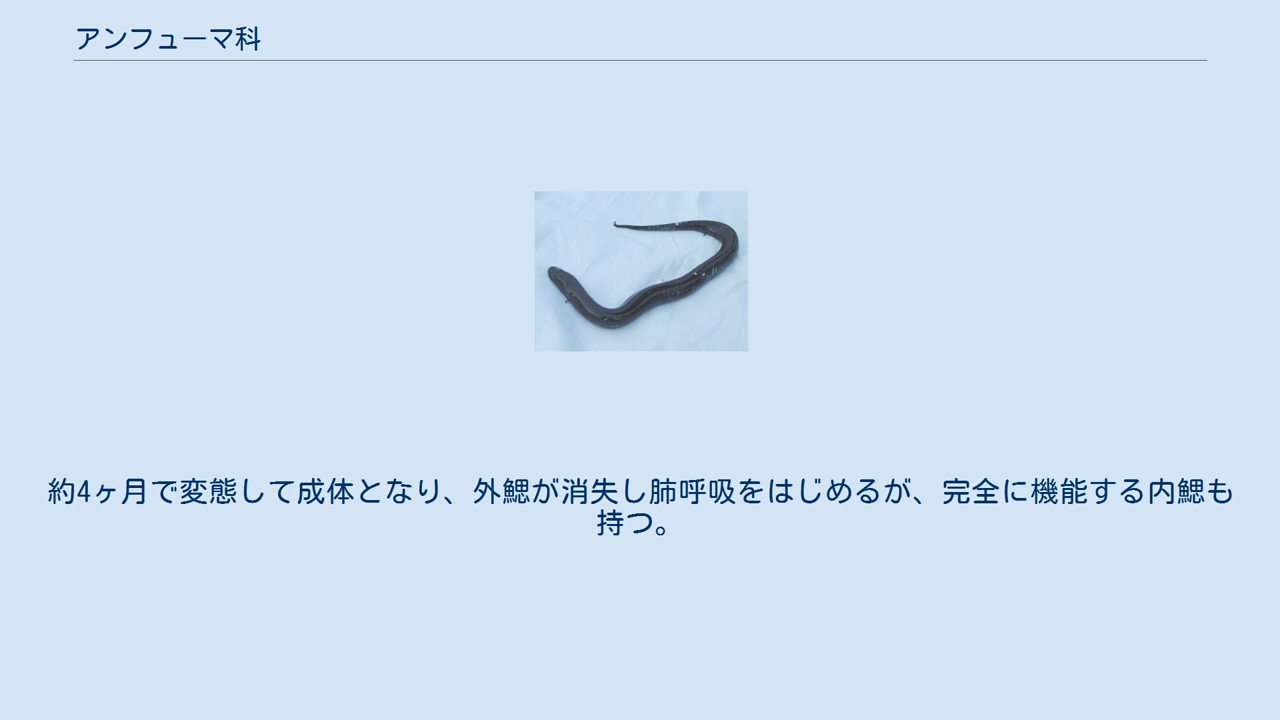 アンフューマ科
約4ヶ月で変態して成体となり、外鰓が消失し肺呼吸をはじめるが、完全に機能する内鰓も
持つ。